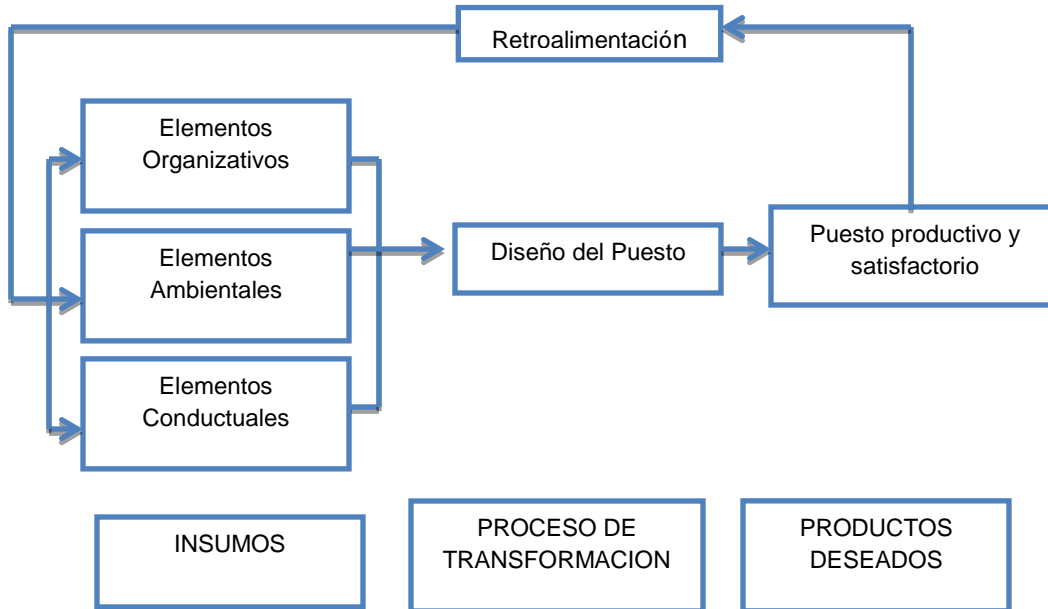 Retroalimentación
Elementos
Organizativos
Elementos
Ambientales
Elementos
Conductuales
Diseño del Puesto
Puesto productivo y
satisfactorio
INSUMOS
PROCESO DE
TRANSFORMACION
PRODUCTOS
DESEADOS